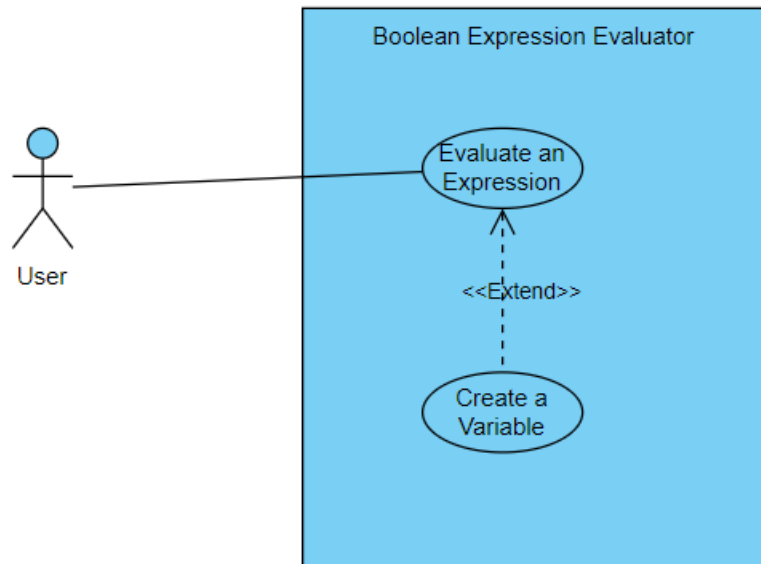 Boolean Expression Evaluator
Evaluate an
Expression
User
<<Extend>>
Create a
Variable